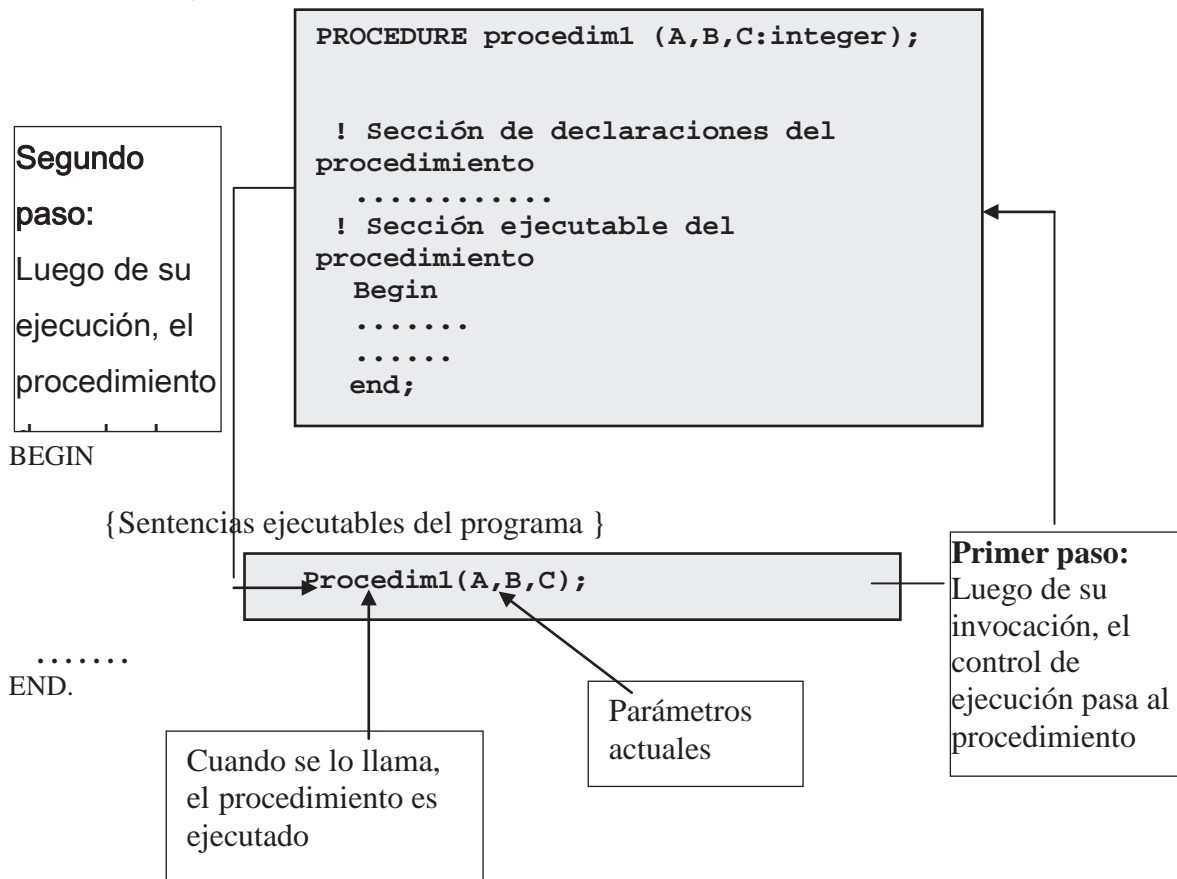 PROCEDURE procedim1 (A,B,C:integer);
! Sección de declaraciones del
procedimiento
............
! Sección ejecutable del
procedimiento
Begin
.......
......
end;
Segundo
paso:
Luego de su
ejecución, el
procedimiento
BEGIN
{Sentencias ejecutables del programa }
Procedim1(A,B,C);
.......
END.
Primer paso:
Luego de su
invocación, el
control de
ejecución pasa al
procedimiento
Parámetros
actuales
Cuando se lo llama,
el procedimiento es
ejecutado